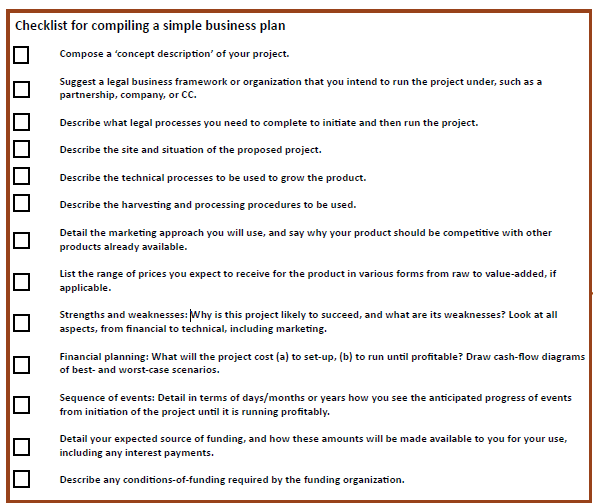 Checklist for compiling a simple business plan
Compose a ‘concept description’ of your project.
Suggest a legal business framework or organization that you intend to run the project under, such as a
partnership, company, or CC.
Describe what legal processes you need to complete to initiate and then run the project.
Describe the site and situation of the proposed project.
Describe the technical processes to be used to grow the product.
Describe the harvesting and processing procedures to be used.
Detail the marketing approach you will use, and say why your product should be competitive with other
products already available.
List the range of prices you expect to receive for the product in various forms from raw to value-added, if
applicable.
Strengths and weaknesses: Why is this project likely to succeed, and what are its weaknesses? Look at all
aspects, from financial to technical, including marketing.
Financial planning: What will the project cost (a) to set-up, (b) to run until profitable? Draw cash-flow diagrams
of best- and worst-case scenarios.
Sequence of events: Detail in terms of days/months or years how you see the anticipated progress of events
from initiation of the project until it is running profitably.
Detail your expected source of funding, and how these amounts will be made available to you for your use,
including any interest payments.
Describe any conditions-of-funding required by the funding organization.